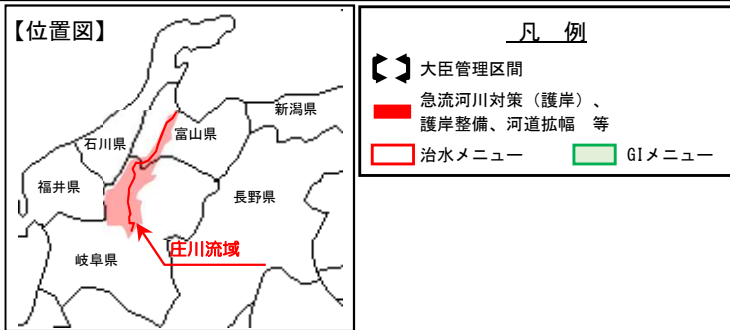 【位置図】
新潟県
石川県
富山県
福井県
長野県
庄川流域
岐阜県
凡 例
大臣管理区間
急流河川対策（護岸）、
護岸整備、河道拡幅 等
治水メニュー
GIメニュー